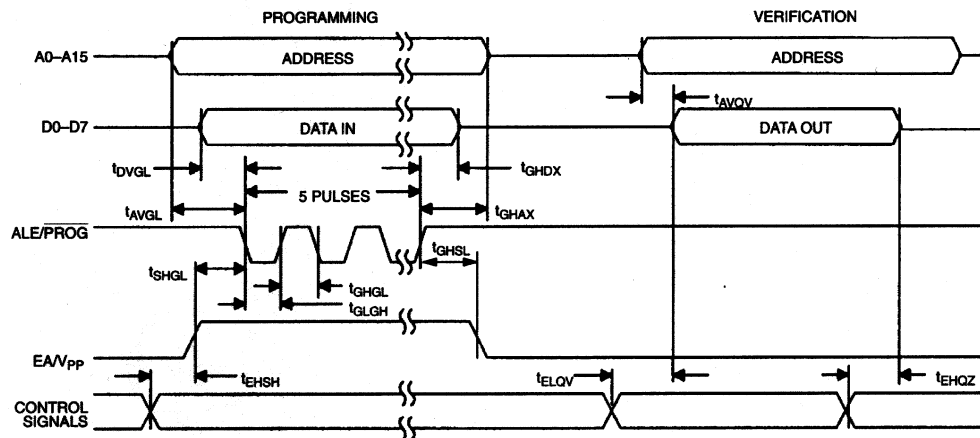 PROGRAMMING VERIFICATION
A0–A15 ADDRESS ADDRESS
tAVQV
D0–D7 DATA IN DATA OUT
tDVGL tGHDX
5 PULSES
tAVGL tGHAX
ALE/PROG
tGHSL
tSHGL
tGHGL
tGLGH
EA/VPP
tEHSH tELQV tEHQZ
CONTROL
SIGNALS